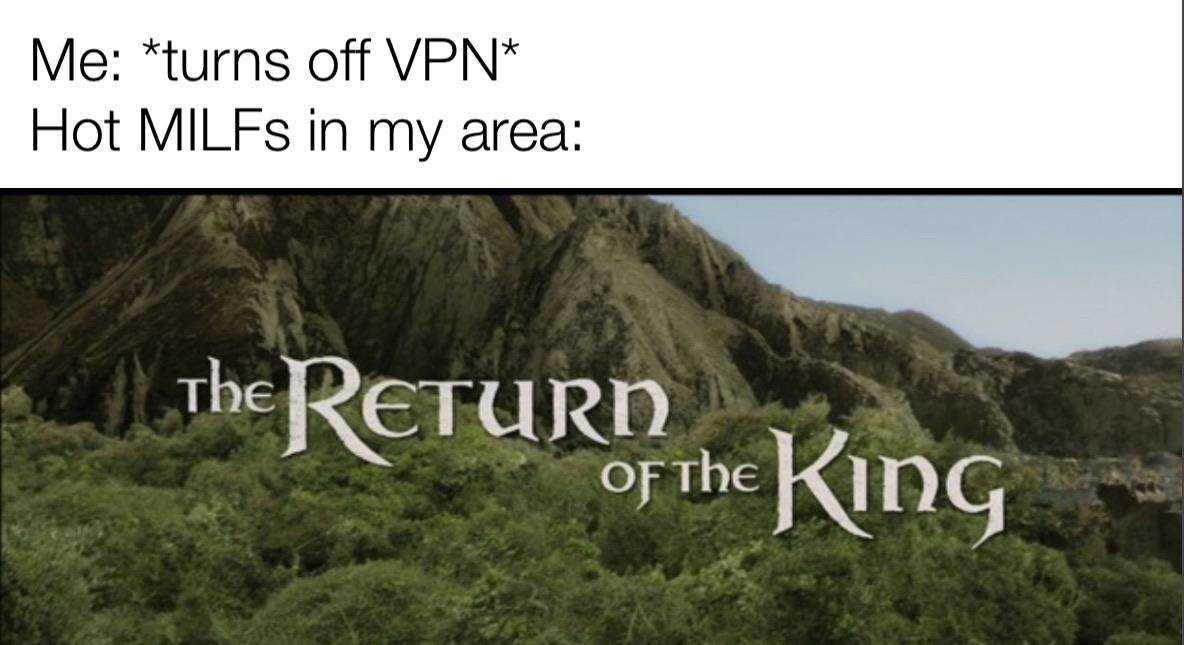 Me: *turns off VPN*
Hot MILFs in my area:
The Return
of the King